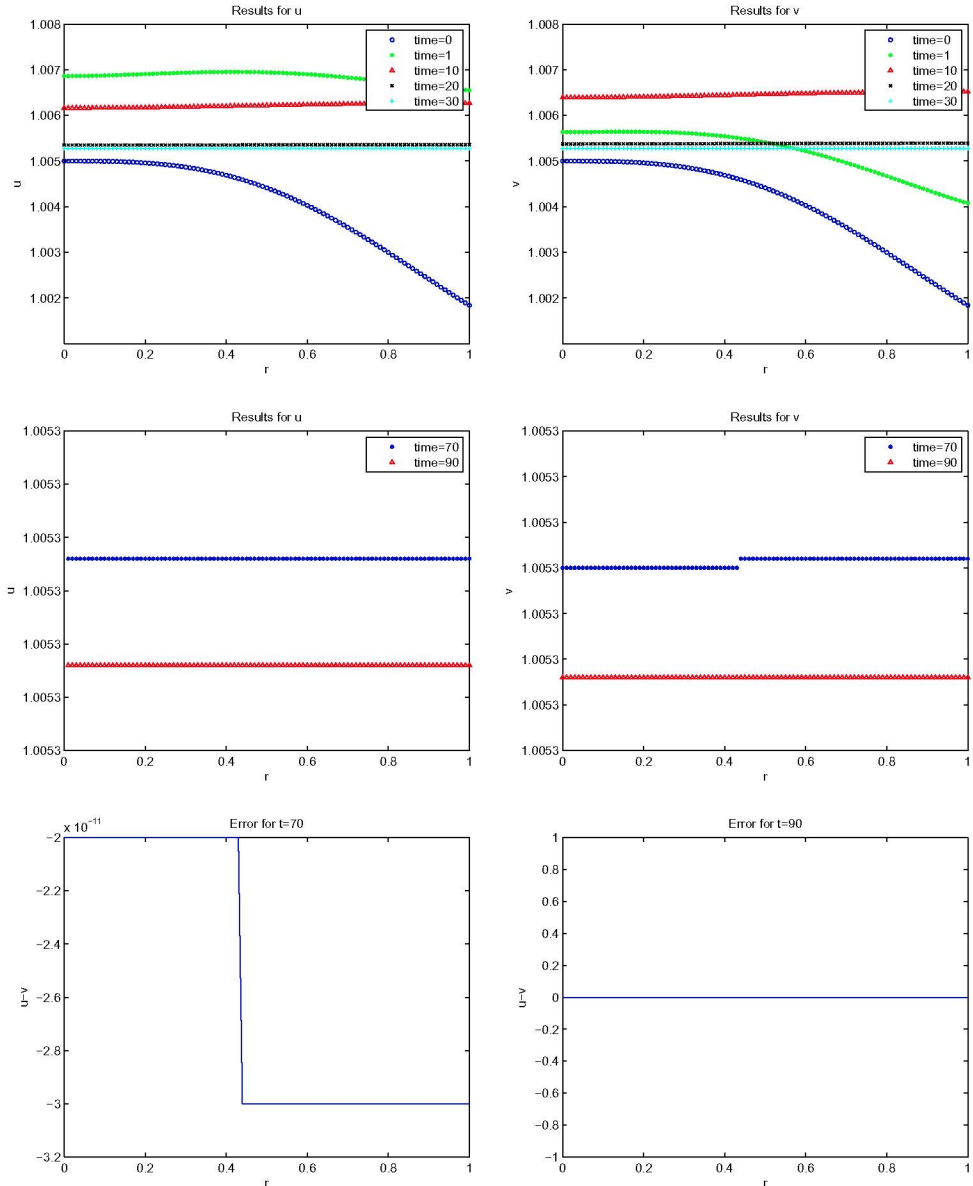 Results for u
1.008
1.007
1.006
1.005
1.004
1.003
1.002
u
0
0.2
0.4
0.6
0.8
1
r
time=0
time=1
time=10
time=20
time=30
Results for v
1.008
1.007
1.006
1.005
1.004
1.003
1.002
v
0
0.2
0.4
0.6
0.8
1
r
time=0
time=1
time=10
time=20
time=30
Results for u
1.0053
1.0053
1.0053
1.0053
1.0053
1.0053
1.0053
u
0
0.2
0.4
0.6
0.8
1
r
time=70
time=90
Results for v
1.0053
1.0053
1.0053
1.0053
1.0053
1.0053
1.0053
1.0053
v
0
0.2
0.4
0.6
0.8
1
r
time=70
time=90
Error for t=70
x 10⁻¹¹
−2
−2.2
−2.4
−2.6
−2.8
−3
−3.2
u−v
0
0.2
0.4
0.6
0.8
1
r
Error for t=90
1
0.8
0.6
0.4
0.2
0
−0.2
−0.4
−0.6
−0.8
−1
u−v
0
0.2
0.4
0.6
0.8
1
r